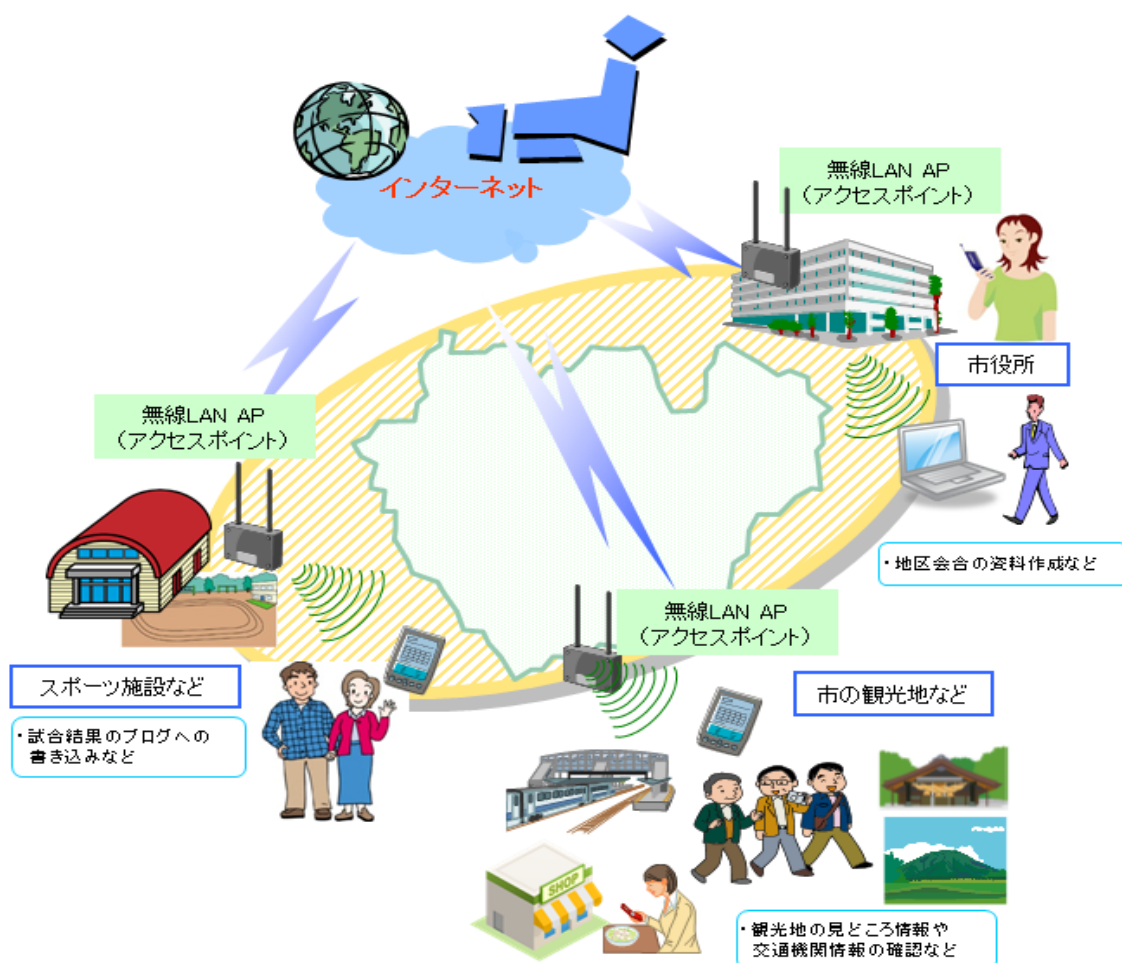 インターネット
無線LAN AP
(アクセスポイント)
市役所
無線LAN AP
(アクセスポイント)
・地区会合の資料作成など
無線LAN AP
(アクセスポイント)
スポーツ施設など
・試合結果のブログへの
書き込みなど
市の観光地など
SHOP
・観光地の見どころ情報や
交通機関情報の確認など